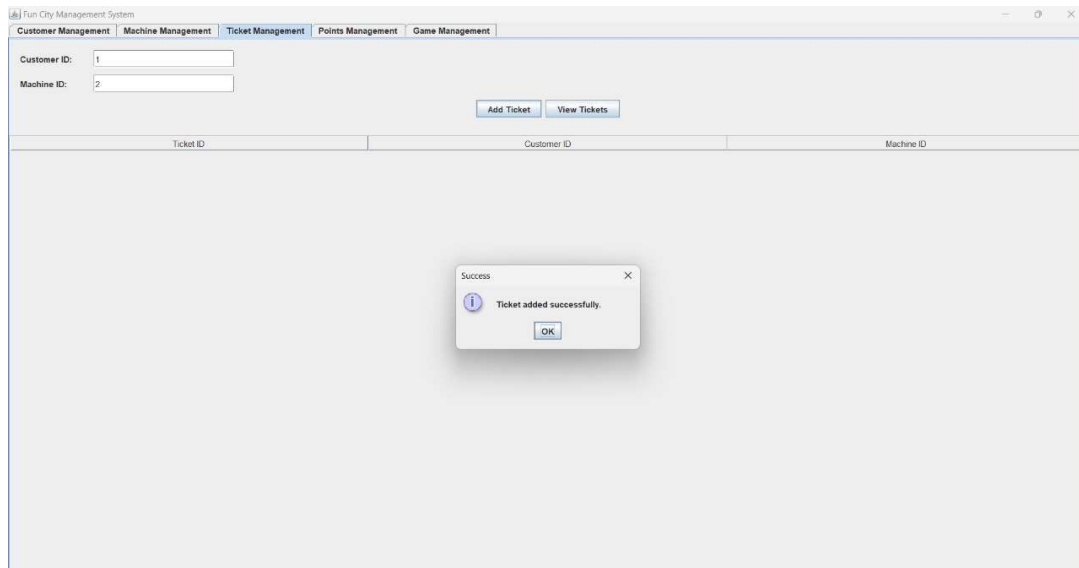 Fun City Management System
Customer Management Machine Management Ticket Management Points Management Game Management
Customer ID: 1
Machine ID: 2
Add Ticket View Tickets
Ticket ID Customer ID Machine ID
Success
Ticket added successfully.
OK